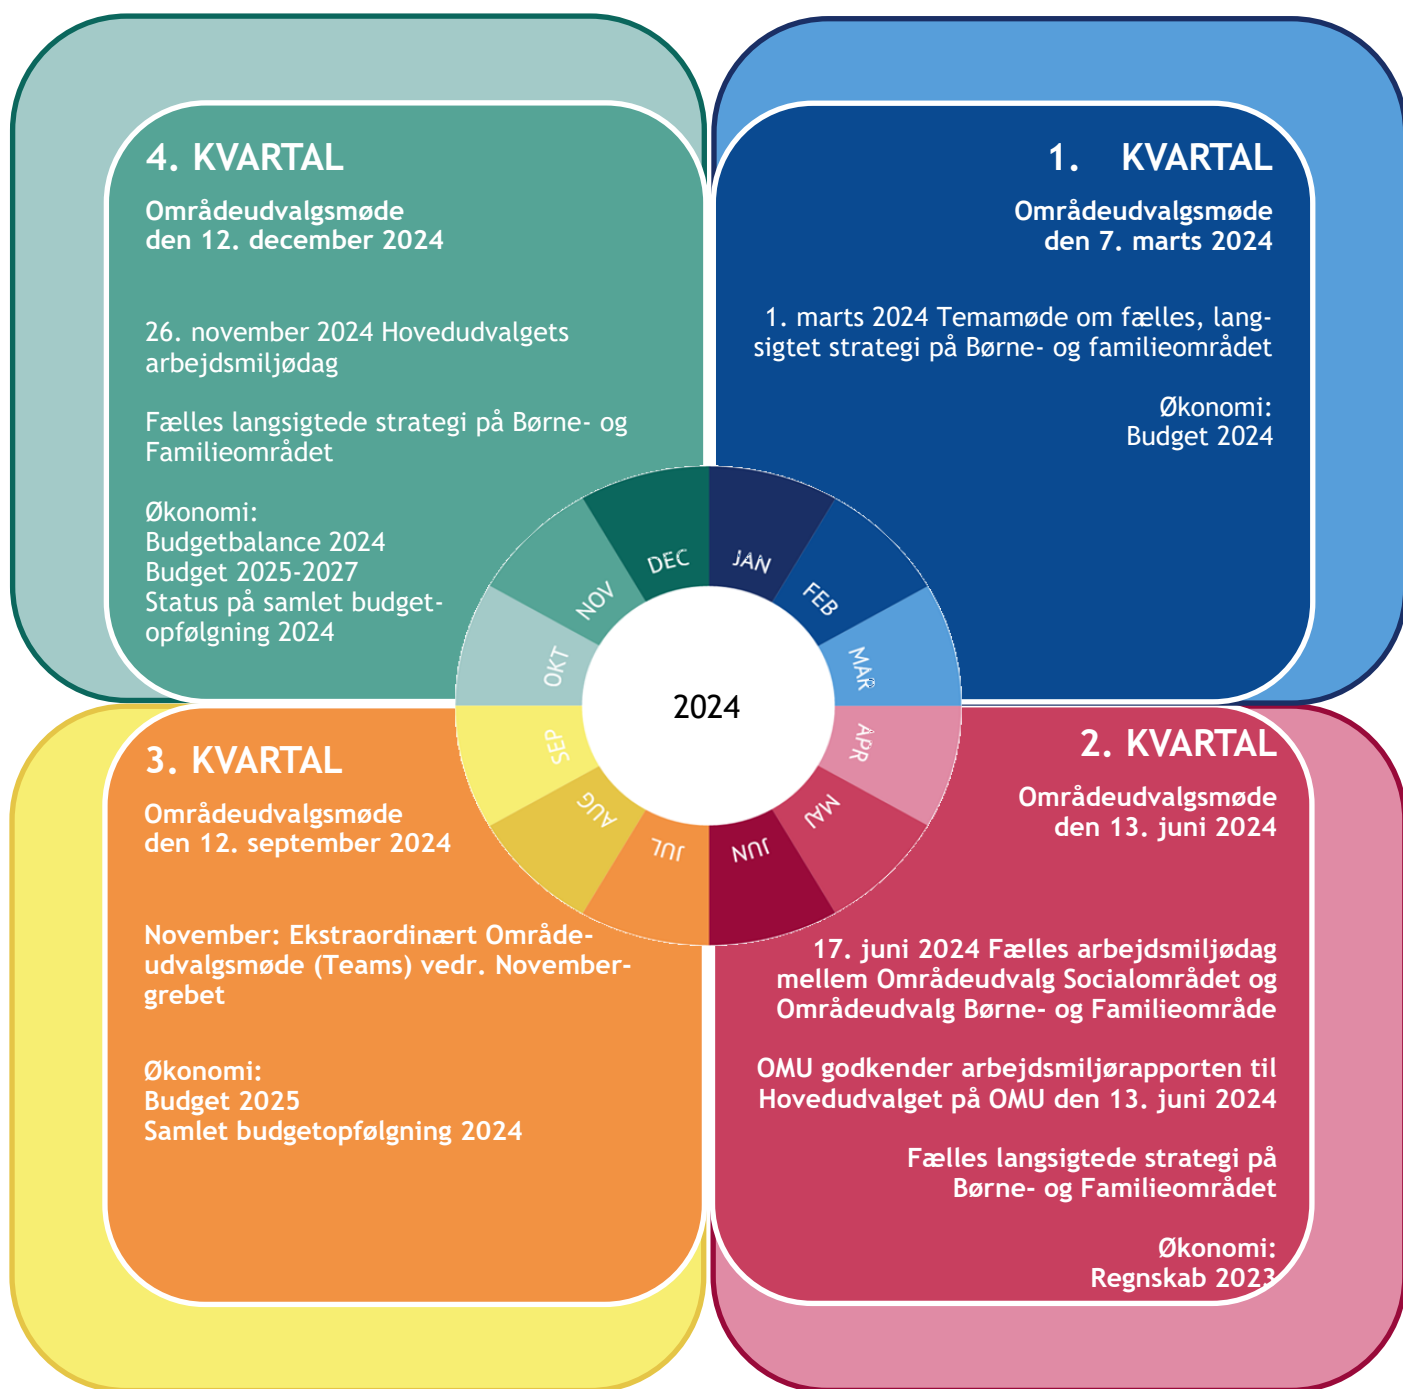 4. KVARTAL
Områdeudvalgsmøde
den 12. december 2024
26. november 2024 Hovedudvalgets
arbejdsmiljødag
Fælles langsigtede strategi på Børne- og
Familieområdet
Økonomi:
Budgetbalance 2024
Budget 2025-2027
Status på samlet budget-
opfølgning 2024
1. KVARTAL
Områdeudvalgsmøde
den 7. marts 2024
1. marts 2024 Temamøde om fælles, lang-
sigtet strategi på Børne- og familieområdet
Økonomi:
Budget 2024
DEC
JAN
FEB
MAR
APR
MAJ
JUN
JUL
AUG
SEP
OKT
NOV
2024
3. KVARTAL
Områdeudvalgsmøde
den 12. september 2024
November: Ekstraordinært Område-
udvalgsmøde (Teams) vedr. November-
grebet
Økonomi:
Budget 2025
Samlet budgetopfølgning 2024
2. KVARTAL
Områdeudvalgsmøde
den 13. juni 2024
17. juni 2024 Fælles arbejdsmiljødag
mellem Områdeudvalg Socialområdet og
Områdeudvalg Børne- og Familieområde
OMU godkender arbejdsmiljørapporten til
Hovedudvalget på OMU den 13. juni 2024
Fælles langsigtede strategi på
Børne- og Familieområdet
Økonomi:
Regnskab 2023